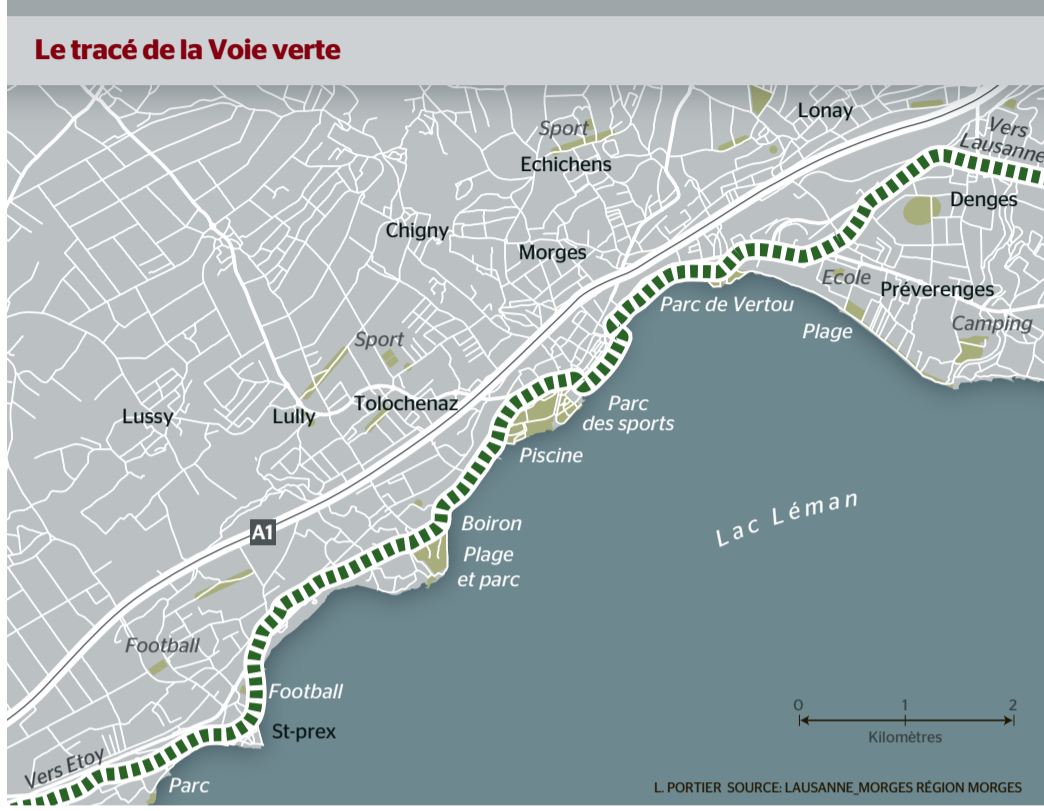 Le tracé de la Voie verte
Lonay
Vers
Lausanne
Sport
Echichens
Denges
Chigny
Morges
Ecole
Préverenges
Parc de Vertou
Plage
Camping
Sport
Lussy
Lully
Tolochenaz
Parc
des sports
Piscine
Lac Léman
A1
Boiron
Plage
et parc
Football
Football
St-prex
Vers Etoy
Parc
0 1 2
Kilomètres
L. PORTIER SOURCE: LAUSANNE_MORGES RÉGION MORGES